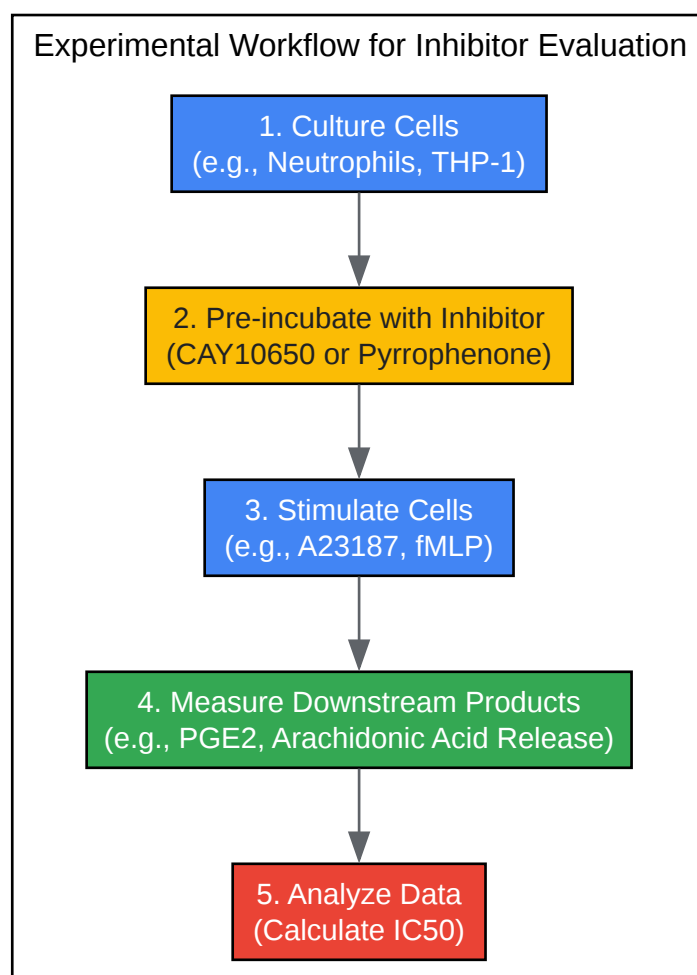 Experimental Workflow for Inhibitor Evaluation
1. Culture Cells
(e.g., Neutrophils, THP-1)
2. Pre-incubate with Inhibitor
(CAY10650 or Pyrrophenone)
3. Stimulate Cells
(e.g., A23187, fMLP)
4. Measure Downstream Products
(e.g., PGE2, Arachidonic Acid Release)
5. Analyze Data
(Calculate IC50)